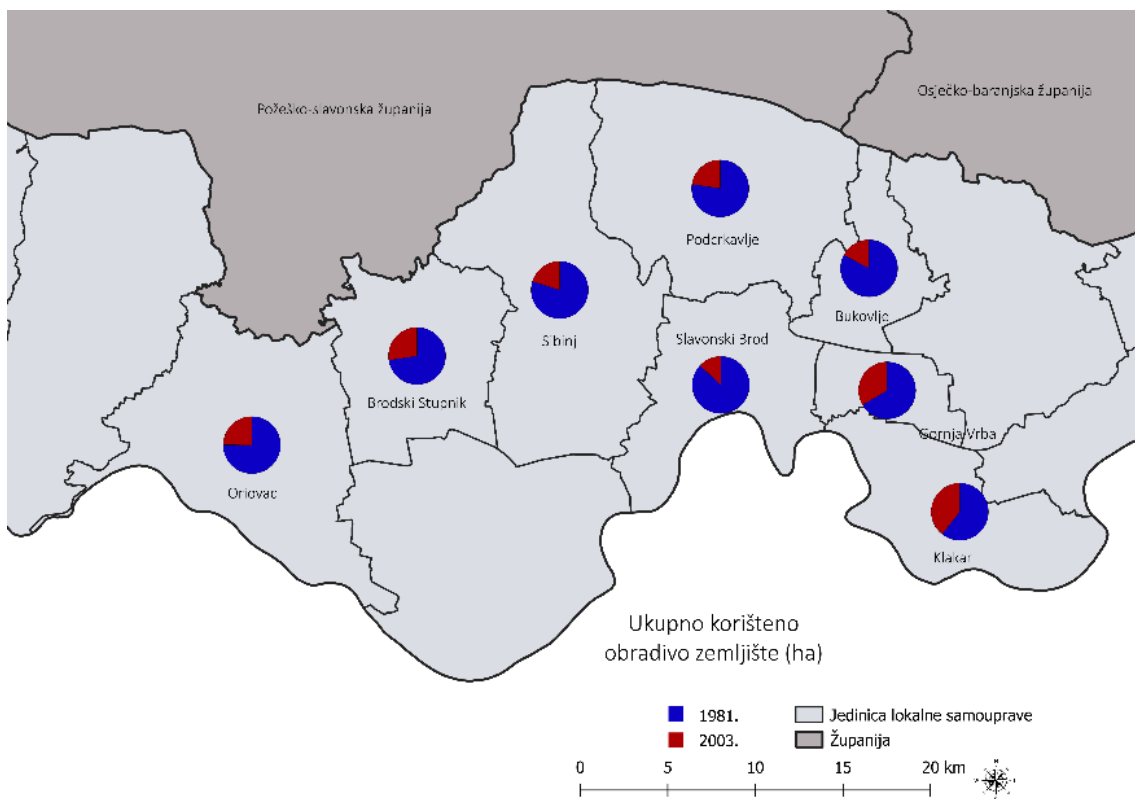 Požeško-slavonska županija
Osječko-baranjska županija
Podcrkavlje
Bukovlje
Sibinj
Slavonski Brod
Brodski Stupnik
Gornja Vrba
Oriovac
Klakar
Ukupno korišteno
obradivo zemljište (ha)
1981.
Jedinica lokalne samouprave
2003.
Županija
0 5 10 15 20 km